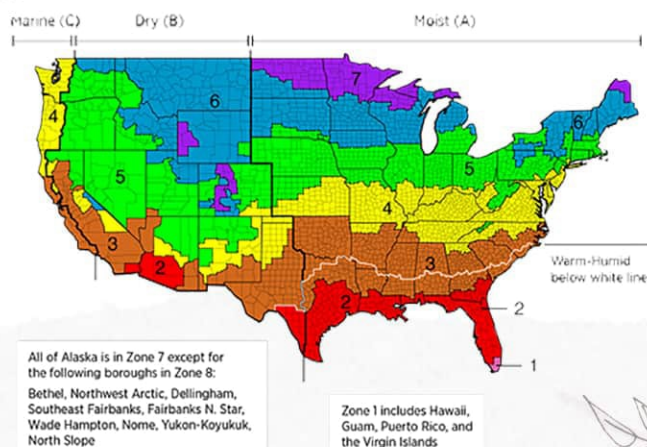 Marine (C) Dry (B) Moist (A)
7
6
6
4
5
5
4
3
3
2
2
Warm-Humid
below white line
2
1
All of Alaska is in Zone 7 except for
the following boroughs in Zone 8:
Bethel, Northwest Arctic, Dellingham,
Southeast Fairbanks, Fairbanks N. Star,
Wade Hampton, Nome, Yukon-Koyukuk,
North Slope
Zone 1 includes Hawaii,
Guam, Puerto Rico, and
the Virgin Islands